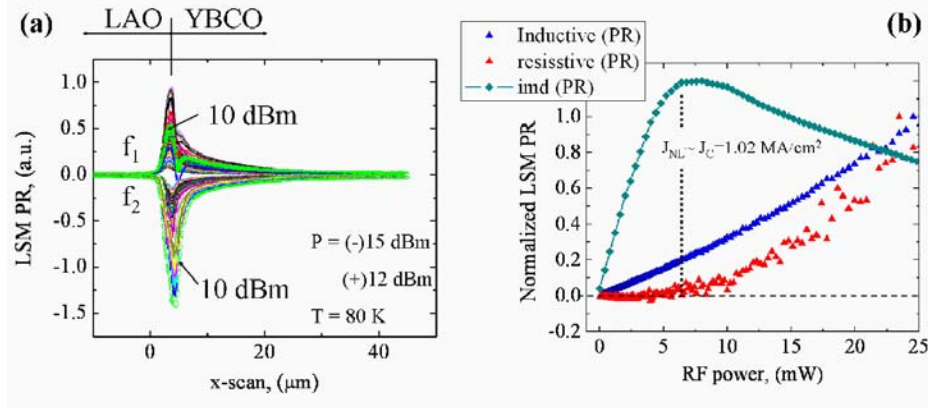 (a)
LAO
YBCO
LSM PR, (a.u.)
1.0
0.5
0.0
-0.5
-1.0
-1.5
10 dBm
f1
f2
10 dBm
P = (-)15 dBm
(+)12 dBm
T = 80 K
0
20
40
x-scan, (μm)
(b)
Inductive (PR)
resisstive (PR)
imd (PR)
Normalized LSM PR
1.0
0.8
0.6
0.4
0.2
0.0
-0.2
JNL~ JC=1.02 MA/cm²
0
5
10
15
20
25
RF power, (mW)